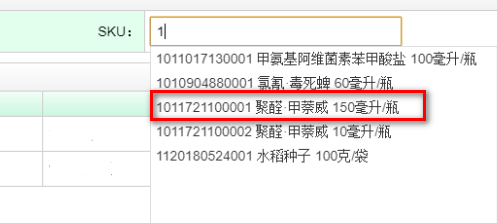 SKU： 1
1011017130001 甲氨基阿维菌素苯甲酸盐 100毫升/瓶
1010904880001 氯氰·毒死蜱 60毫升/瓶
1011721100001 聚醛·甲萘威 150毫升/瓶
1011721100002 聚醛·甲萘威 10毫升/瓶
1120180524001 水稻种子 100克/袋